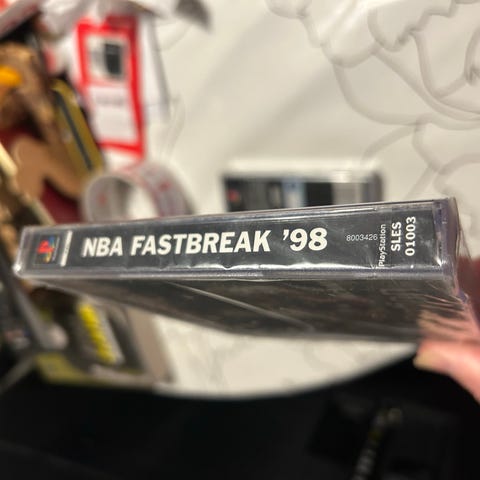 NBA FASTBREAK '98
8003426
PlayStation
SLES
01003